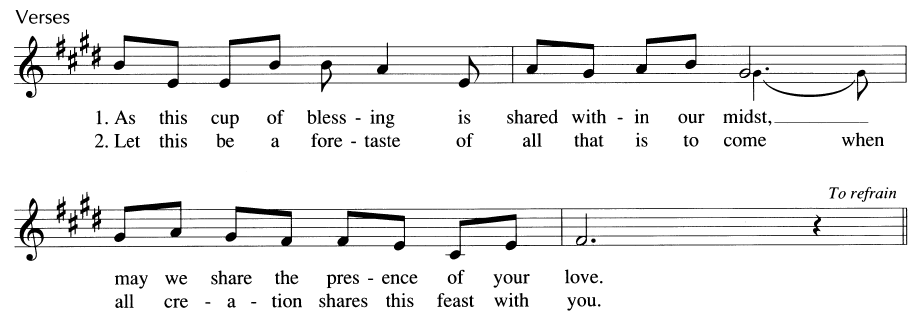 Verses
1. As this cup of bless - ing is shared with - in our midst,
2. Let this be a fore - taste of all that is to come when
To refrain
may we share the pres - ence of your love.
all cre - a - tion shares this feast with you.